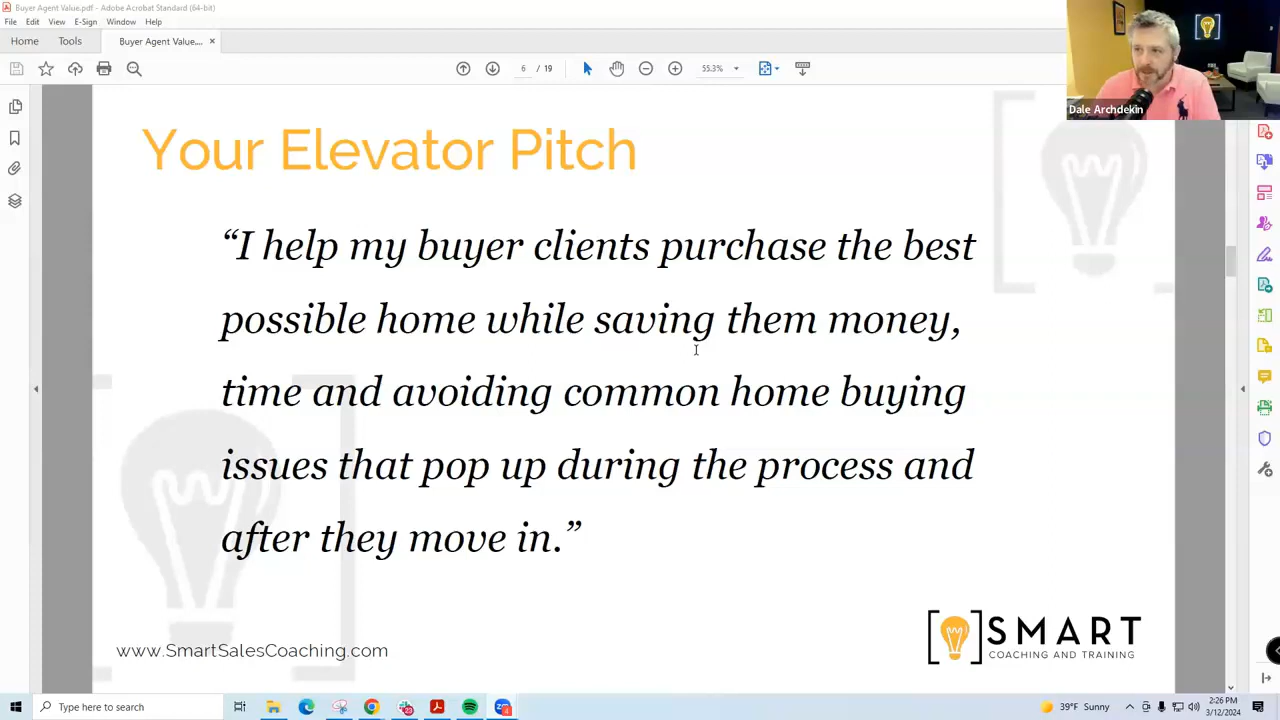 Buyer Agent Value.pdf - Adobe Acrobat Standard (64-bit)
File Edit View E-Sign Window Help
Home Tools Buyer Agent Value.... ×
6 / 19 55.3%
Dale Archdekin
Your Elevator Pitch
“I help my buyer clients purchase the best
possible home while saving them money,
time and avoiding common home buying
issues that pop up during the process and
after they move in.”
www.SmartSalesCoaching.com
SMART
COACHING AND TRAINING
Type here to search
23
4
39°F Sunny
2:26 PM
3/12/2024